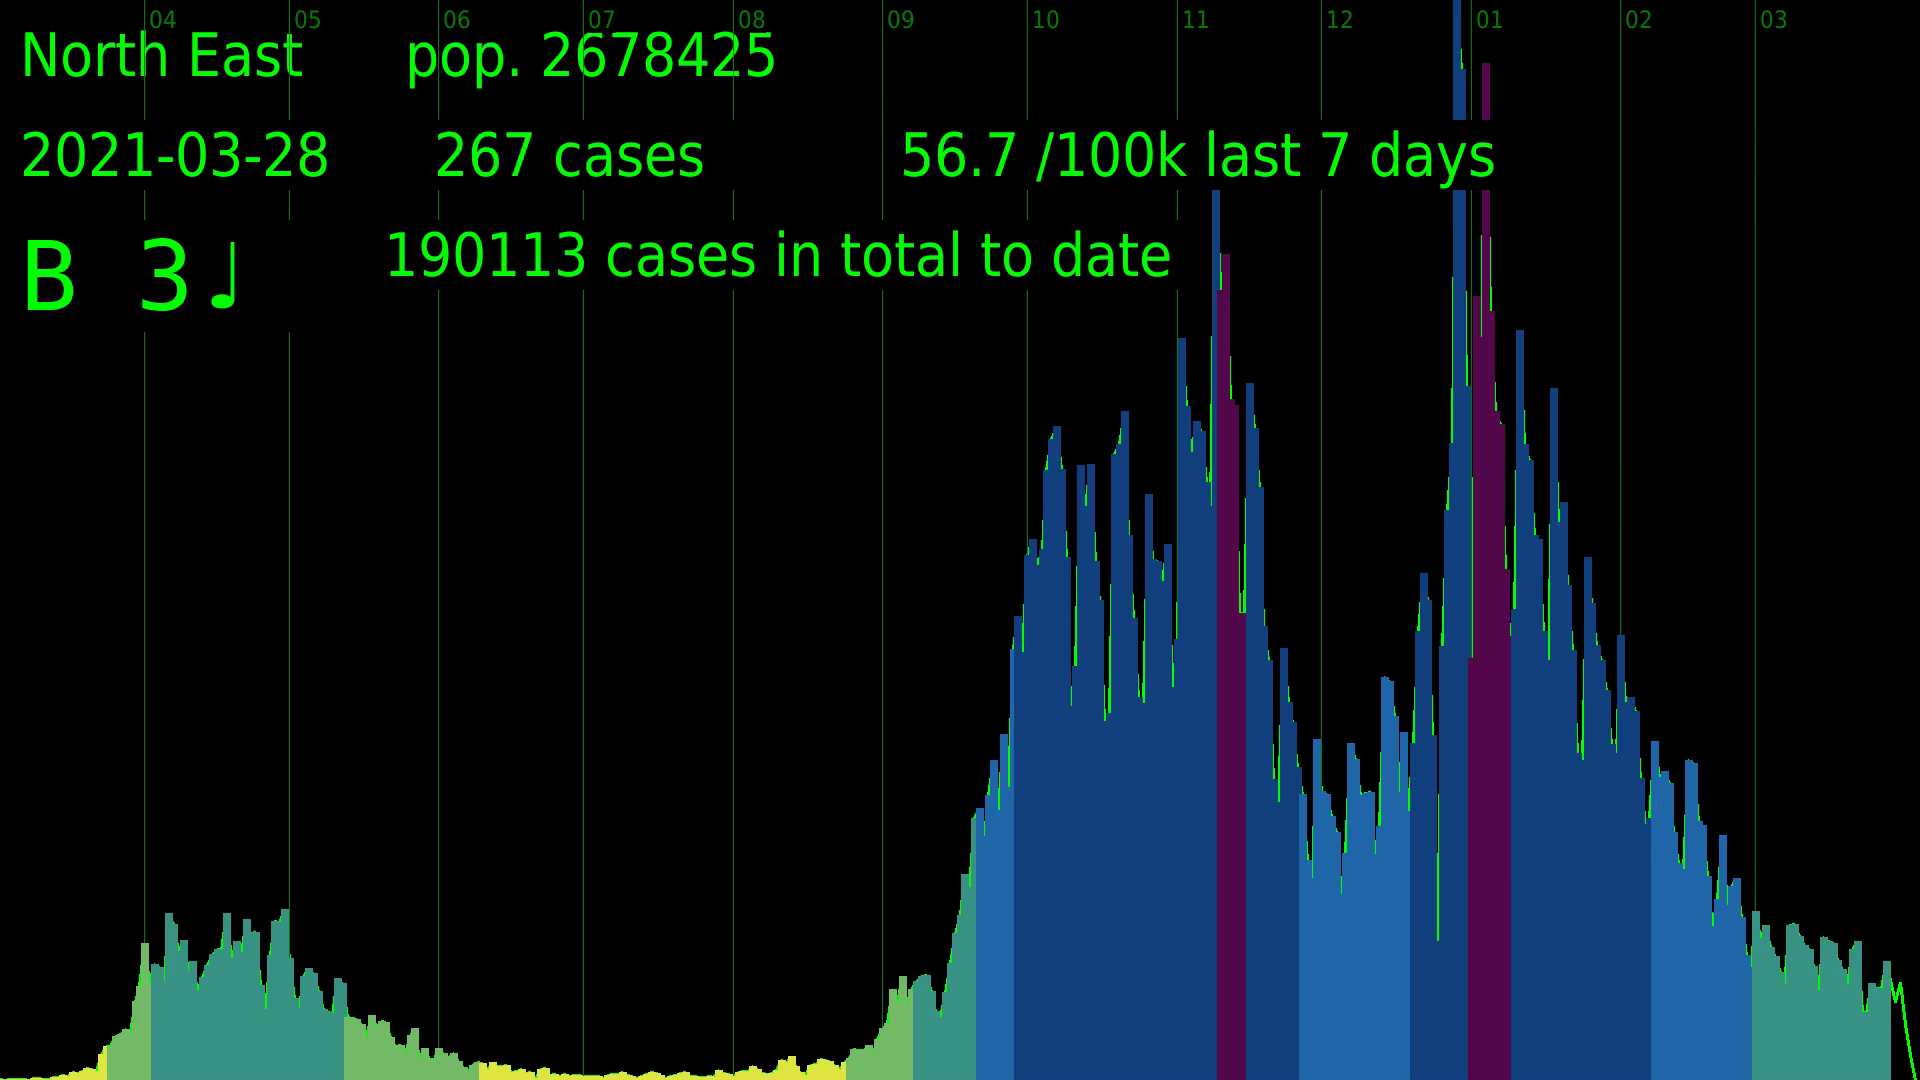 04 05 06 07 08 09 10 11 12 01 02 03
North East pop. 2678425
2021-03-28 267 cases 56.7 /100k last 7 days
B 3♩ 190113 cases in total to date